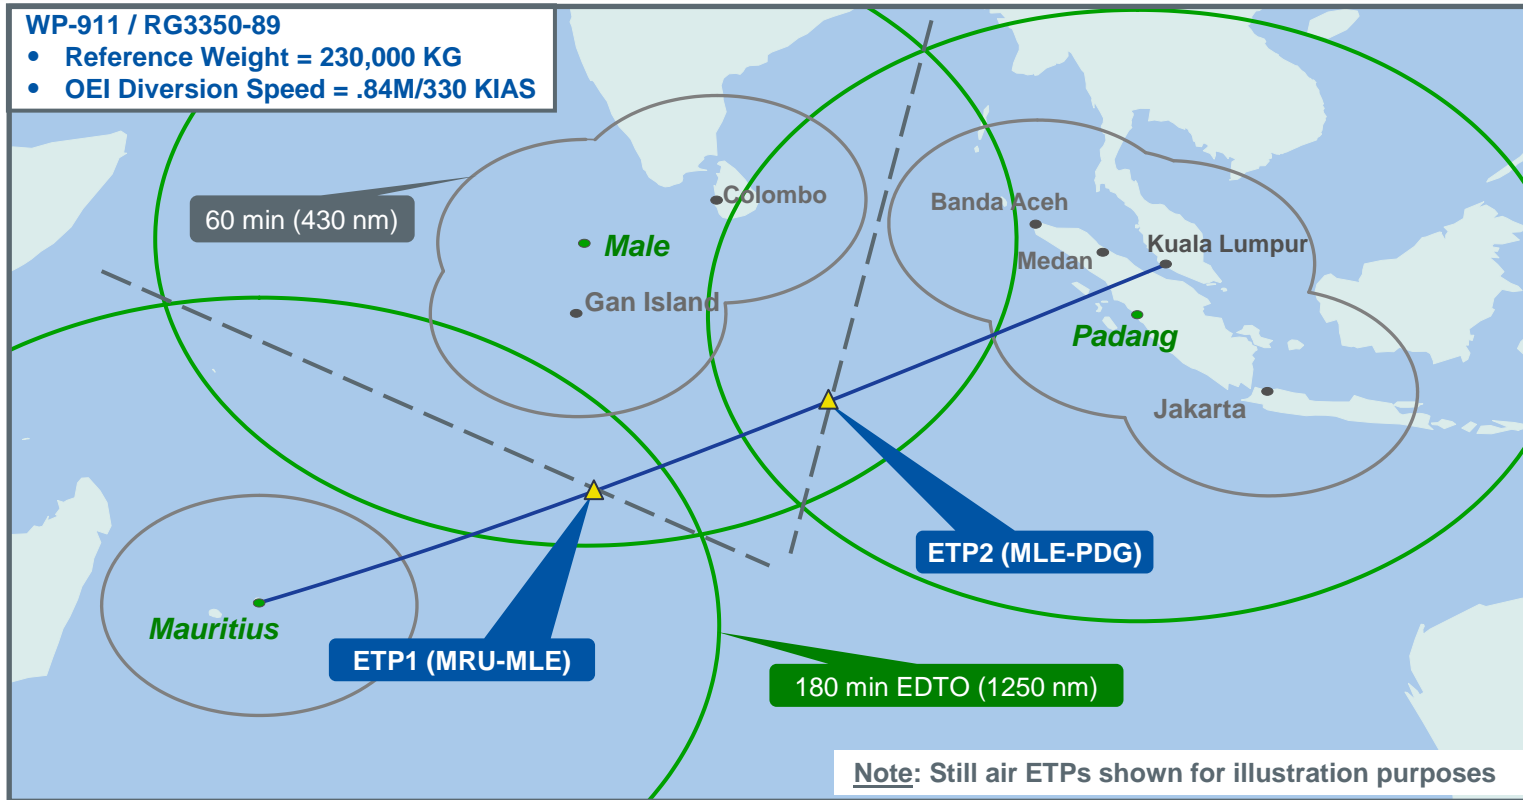 WP-911 / RG3350-89
• Reference Weight = 230,000 KG
• OEI Diversion Speed = .84M/330 KIAS
60 min (430 nm)
Colombo
Male
Gan Island
Banda Aceh
Medan
Kuala Lumpur
Padang
Jakarta
Mauritius
ETP1 (MRU-MLE)
ETP2 (MLE-PDG)
180 min EDTO (1250 nm)
Note: Still air ETPs shown for illustration purposes